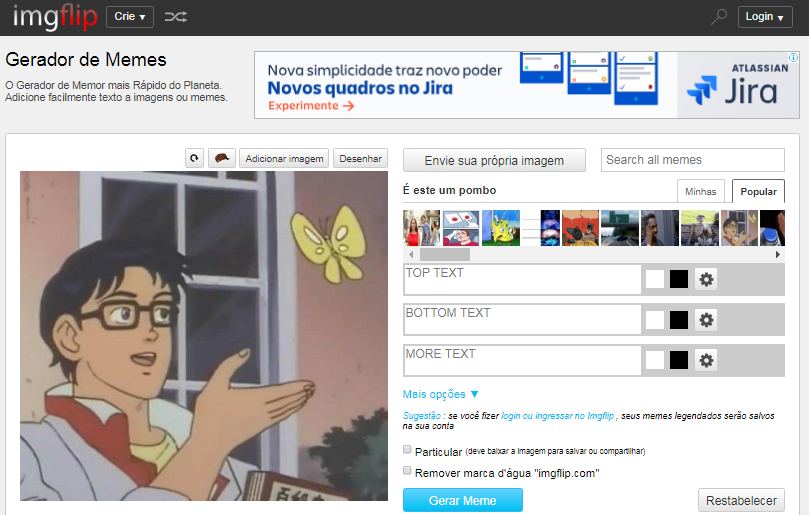 imgflip
Crie ▼
Login ▼
Gerador de Memes
O Gerador de Memor mais Rápido do Planeta.
Adicione facilmente texto a imagens ou memes.
Nova simplicidade traz novo poder
Novos quadros no Jira
Experimente →
ATLASSIAN
Jira
Adicionar imagem
Desenhar
Envie sua própria imagem
Search all memes
É este um pombo
Minhas
Popular
TOP TEXT
BOTTOM TEXT
MORE TEXT
Mais opções ▼
Sugestão : se você fizer login ou ingressar no Imgflip , seus memes legendados serão salvos
na sua conta
Particular (deve baixar a imagem para salvar ou compartilhar)
Remover marca d'água "imgflip.com"
Gerar Meme
Restabelecer